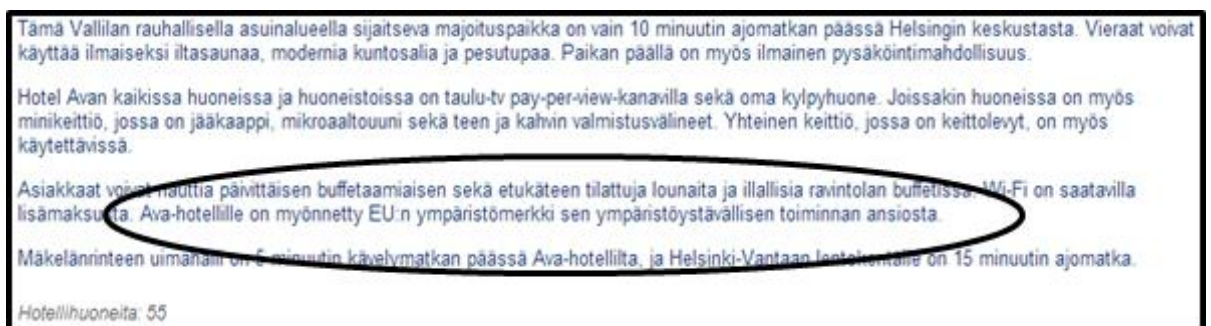 Tämä Vallilan rauhallisella asuinalueella sijaitseva majoituspaikka on vain 10 minuutin ajomatkan päässä Helsingin keskustasta. Vieraat voivat
käyttää ilmaiseksi iltasaunaa, modernia kuntosalia ja pesutupaa. Paikan päällä on myös ilmainen pysäköintimahdollisuus.
Hotel Avan kaikissa huoneissa ja huoneistoissa on taulu-tv pay-per-view-kanavilla sekä oma kylpyhuone. Joissakin huoneissa on myös
minikeittiö, jossa on jääkaappi, mikroaaltouuni sekä teen ja kahvin valmistusvälineet. Yhteinen keittiö, jossa on keittolevyt, on myös
käytettävissä.
Asiakkaat voivat nauttia päivittäisen buffetaamiaisen sekä etukäteen tilattuja lounaita ja illallisia ravintolan buffetissa. Wi-Fi on saatavilla
lisämaksusta. Ava-hotellille on myönnetty EU:n ympäristömerkki sen ympäristöystävällisen toiminnan ansiosta.
Mäkelänrinteen uimahalli on 5 minuutin kävelymatkan päässä Ava-hotellilta, ja Helsinki-Vantaan lentokentälle on 15 minuutin ajomatka.
Hotellihuoneita: 55